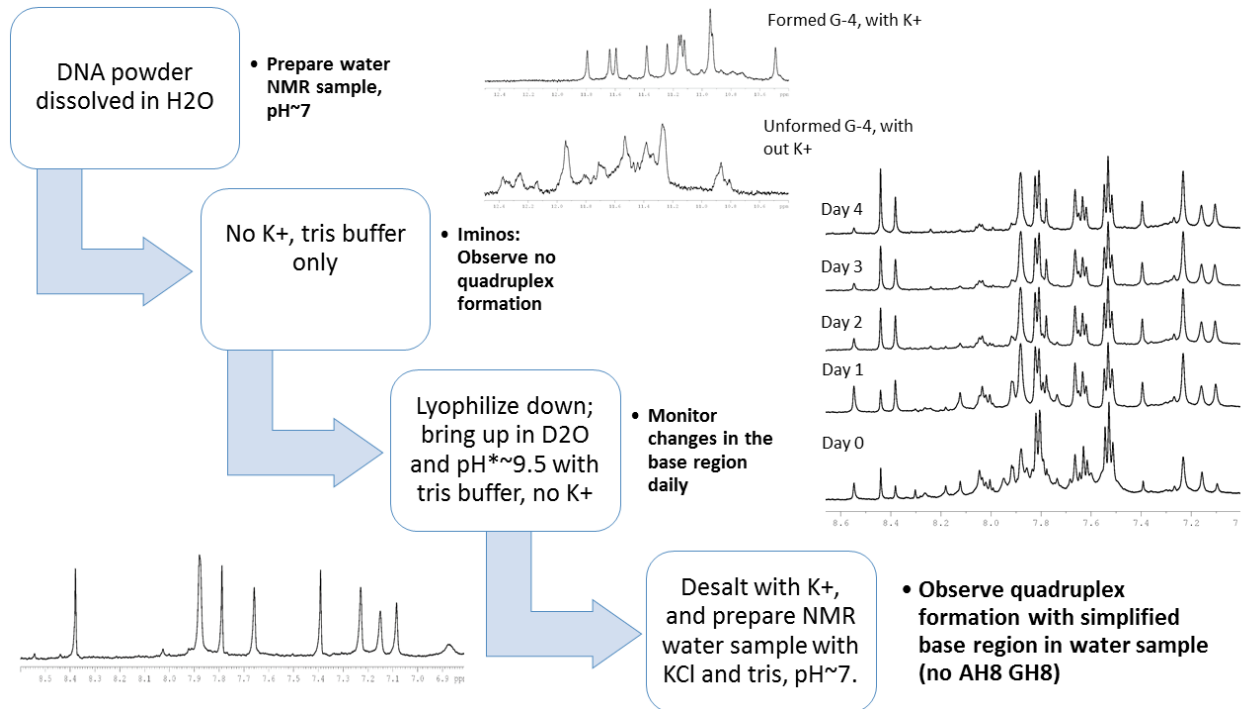 DNA powder
dissolved in H2O
• Prepare water
NMR sample,
pH~7
Formed G-4, with K+
Unformed G-4, with
out K+
No K+, tris buffer
only
• Iminos:
Observe no
quadruplex
formation
Lyophilize down;
bring up in D2O
and pH*~9.5 with
tris buffer, no K+
• Monitor
changes in the
base region
daily
Day 4
Day 3
Day 2
Day 1
Day 0
8.6 8.4 8.2 8.0 7.8 7.6 7.4 7.2 7
Desalt with K+,
and prepare NMR
water sample with
KCl and tris, pH~7.
• Observe quadruplex
formation with simplified
base region in water sample
(no AH8 GH8)
8.5 8.4 8.3 8.2 8.1 8.0 7.9 7.8 7.7 7.6 7.5 7.4 7.3 7.2 7.1 7.0 6.9 ppm